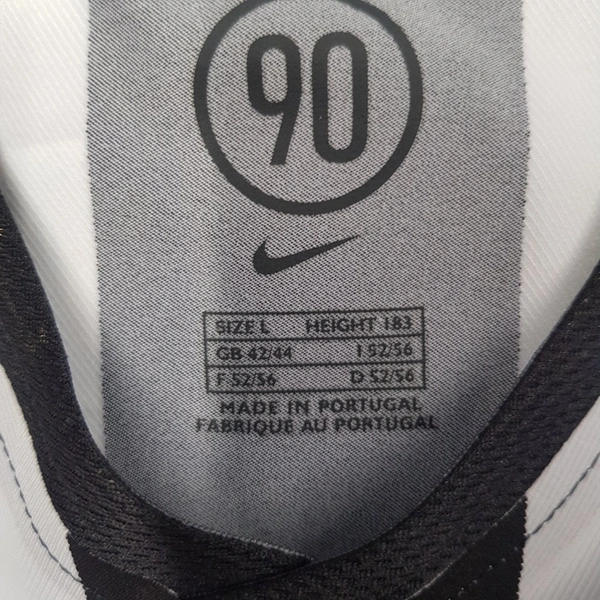 90
SIZE L HEIGHT 183
GB 42/44 I 52/56
F 52/56 D 52/56
MADE IN PORTUGAL
FABRIQUE AU PORTUGAL